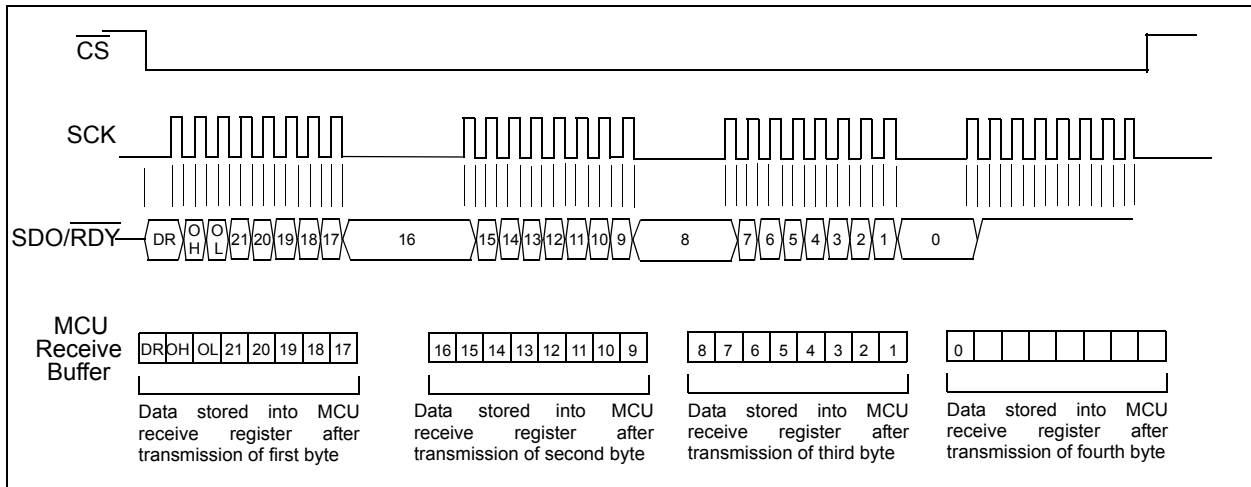 CS
SCK
SDO/RDY
DR OH OL 21 20 19 18 17 16 15 14 13 12 11 10 9 8 7 6 5 4 3 2 1 0
MCU
Receive
Buffer
DR OH OL 21 20 19 18 17
16 15 14 13 12 11 10 9
8 7 6 5 4 3 2 1
0
Data stored into MCU
receive register after
transmission of first byte
Data stored into MCU
receive register after
transmission of second byte
Data stored into MCU
receive register after
transmission of third byte
Data stored into MCU
receive register after
transmission of fourth byte